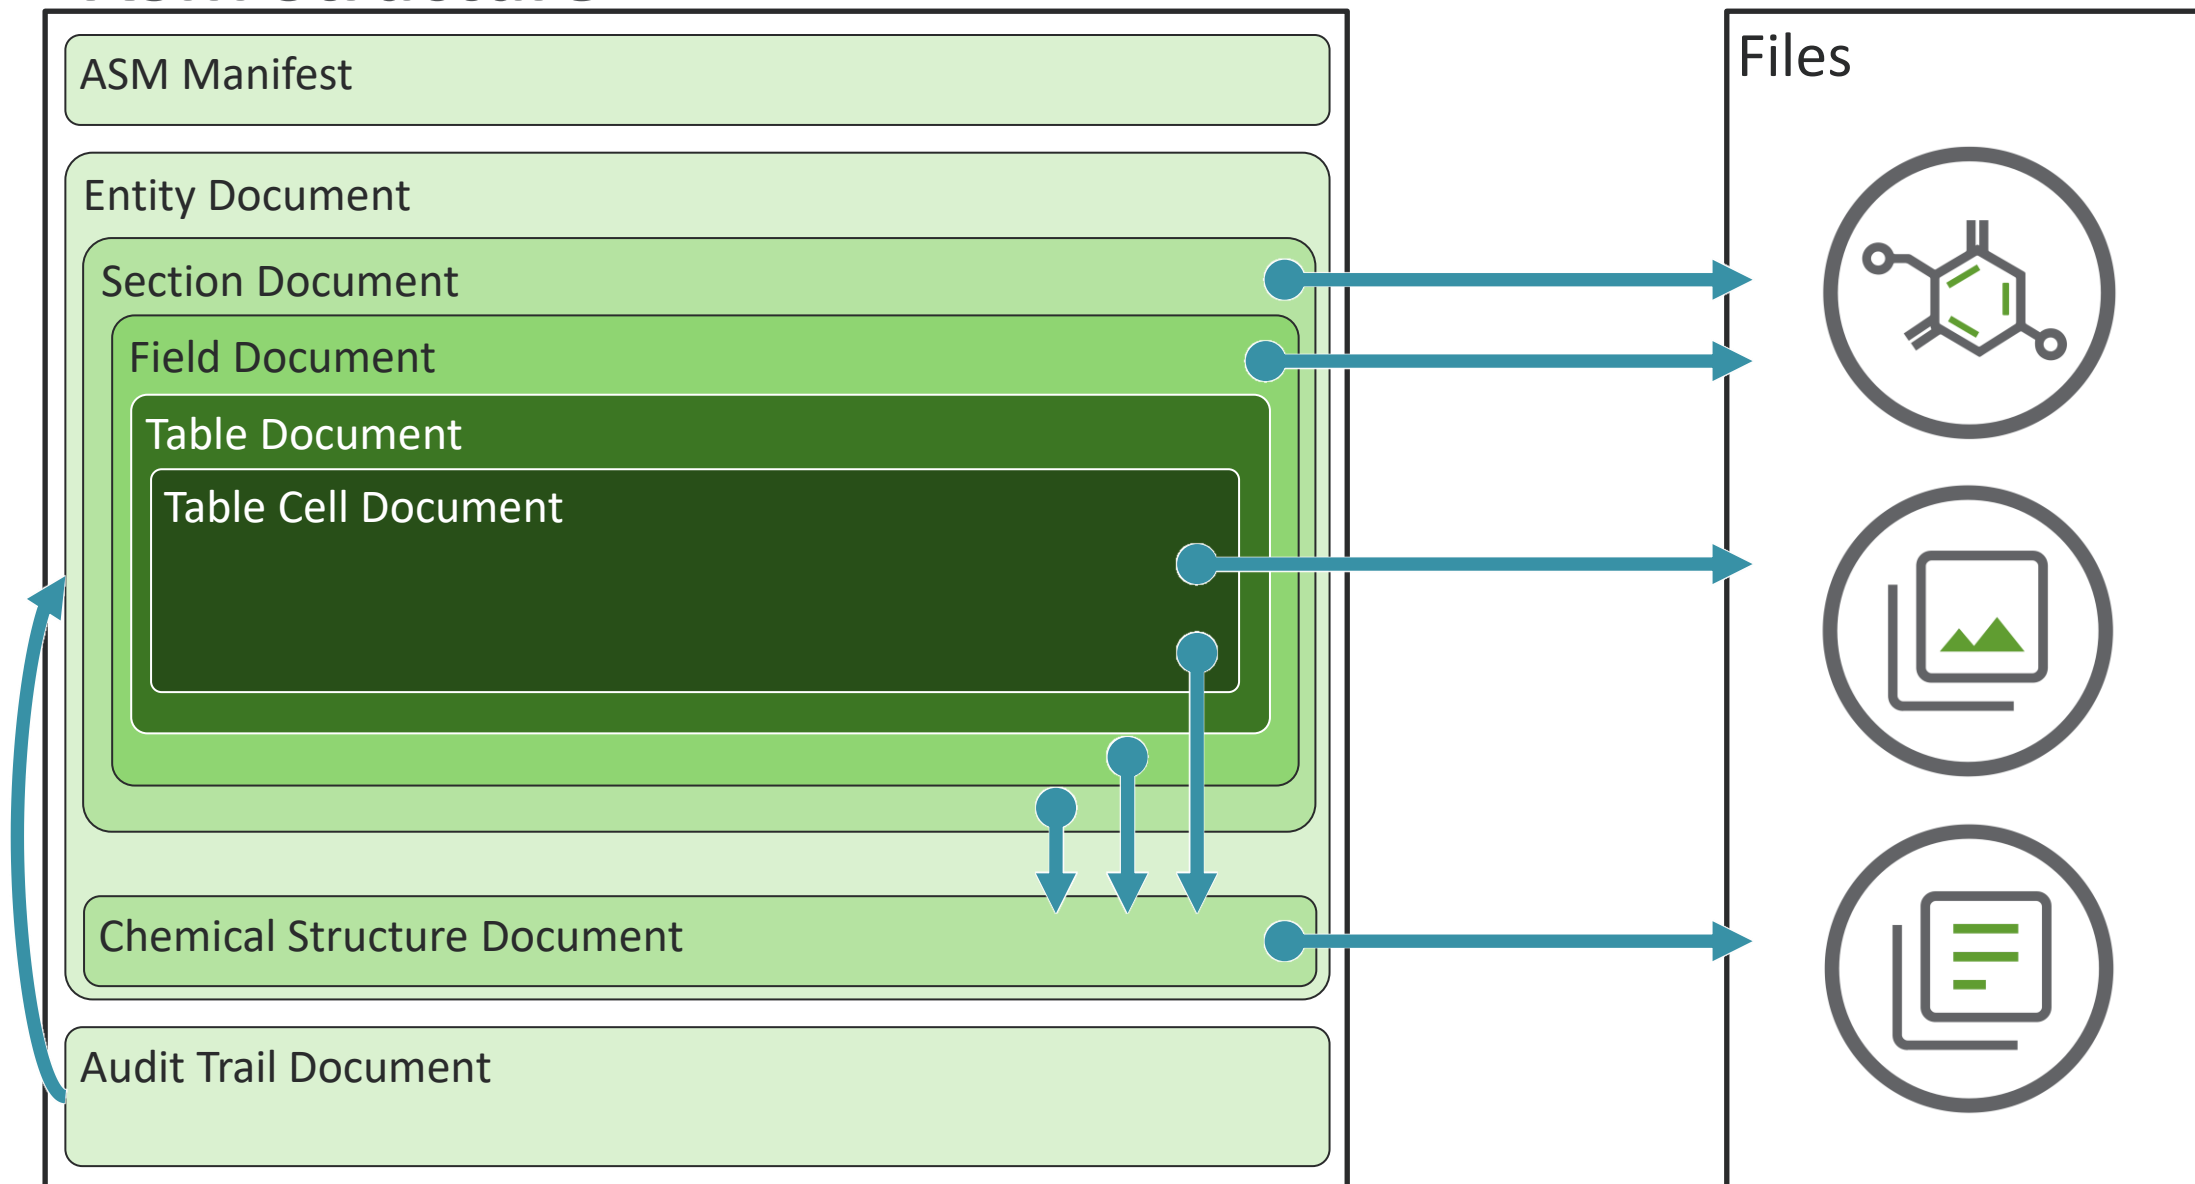 ASM Manifest
Files
Entity Document
Section Document
Field Document
Table Document
Table Cell Document
Chemical Structure Document
Audit Trail Document